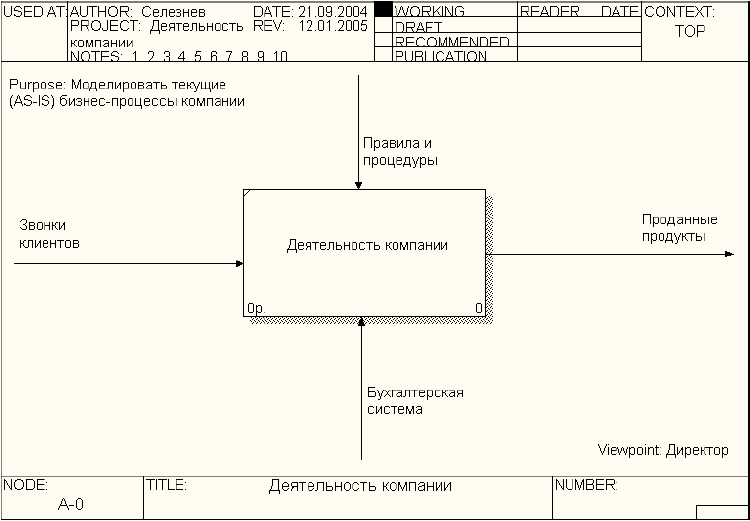 USED AT: AUTHOR: Селезнев DATE: 21.09.2004 WORKING READER DATE CONTEXT:
PROJECT: Деятельность REV: 12.01.2005 DRAFT TOP
компании RECOMMENDED
NOTES: 1 2 3 4 5 6 7 8 9 10 PUBLICATION
Purpose: Моделировать текущие
(AS-IS) бизнес-процессы компании
Правила и
процедуры
Звонки
клиентов
Деятельность компании
Проданные
продукты
0р. 0
Бухгалтерская
система
Viewpoint: Директор
NODE: TITLE: Деятельность компании NUMBER:
A-0